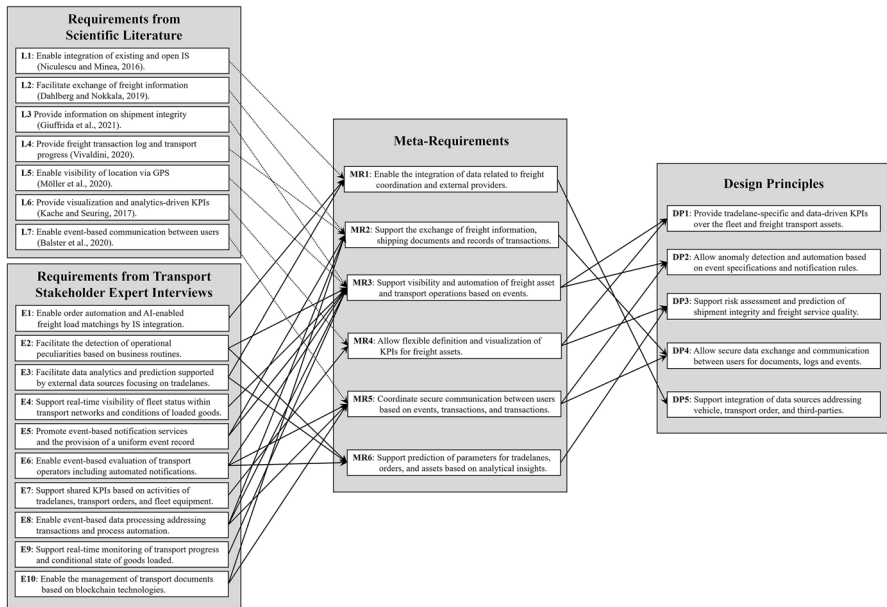 Requirements from
Scientific Literature
L1: Enable integration of existing and open IS
(Niculescu and Minea, 2016).
L2: Facilitate exchange of freight information
(Dahlberg and Nokkala, 2019).
L3 Provide information on shipment integrity
(Giuffrida et al., 2021).
L4: Provide freight transaction log and transport
progress (Vivaldini, 2020).
L5: Enable visibility of location via GPS
(Möller et al., 2020).
L6: Provide visualization and analytics-driven KPIs
(Kache and Seuring, 2017).
L7: Enable event-based communication between users
(Balster et al., 2020).
Requirements from Transport
Stakeholder Expert Interviews
E1: Enable order automation and AI-enabled
freight load matchings by IS integration.
E2: Facilitate the detection of operational
peculiarities based on business routines.
E3: Facilitate data analytics and prediction supported
by external data sources focusing on tradelanes.
E4: Support real-time visibility of fleet status within
transport networks and conditions of loaded goods.
E5: Promote event-based notification services
and the provision of a uniform event record
E6: Enable event-based evaluation of transport
operators including automated notifications.
E7: Support shared KPIs based on activities of
tradelanes, transport orders, and fleet equipment.
E8: Enable event-based data processing addressing
transactions and process automation.
E9: Support real-time monitoring of transport progress
and conditional state of goods loaded.
E10: Enable the management of transport documents
based on blockchain technologies.
Meta-Requirements
MR1: Enable the integration of data related to freight
coordination and external providers.
MR2: Support the exchange of freight information,
shipping documents and records of transactions.
MR3: Support visibility and automation of freight asset
and transport operations based on events.
MR4: Allow flexible definition and visualization of
KPIs for freight assets.
MR5: Coordinate secure communication between users
based on events, transactions, and transactions.
MR6: Support prediction of parameters for tradelanes,
orders, and assets based on analytical insights.
Design Principles
DP1: Provide tradelane-specific and data-driven KPIs
over the fleet and freight transport assets.
DP2: Allow anomaly detection and automation based
on event specifications and notification rules.
DP3: Support risk assessment and prediction of
shipment integrity and freight service quality.
DP4: Allow secure data exchange and communication
between users for documents, logs and events.
DP5: Support integration of data sources addressing
vehicle, transport order, and third-parties.